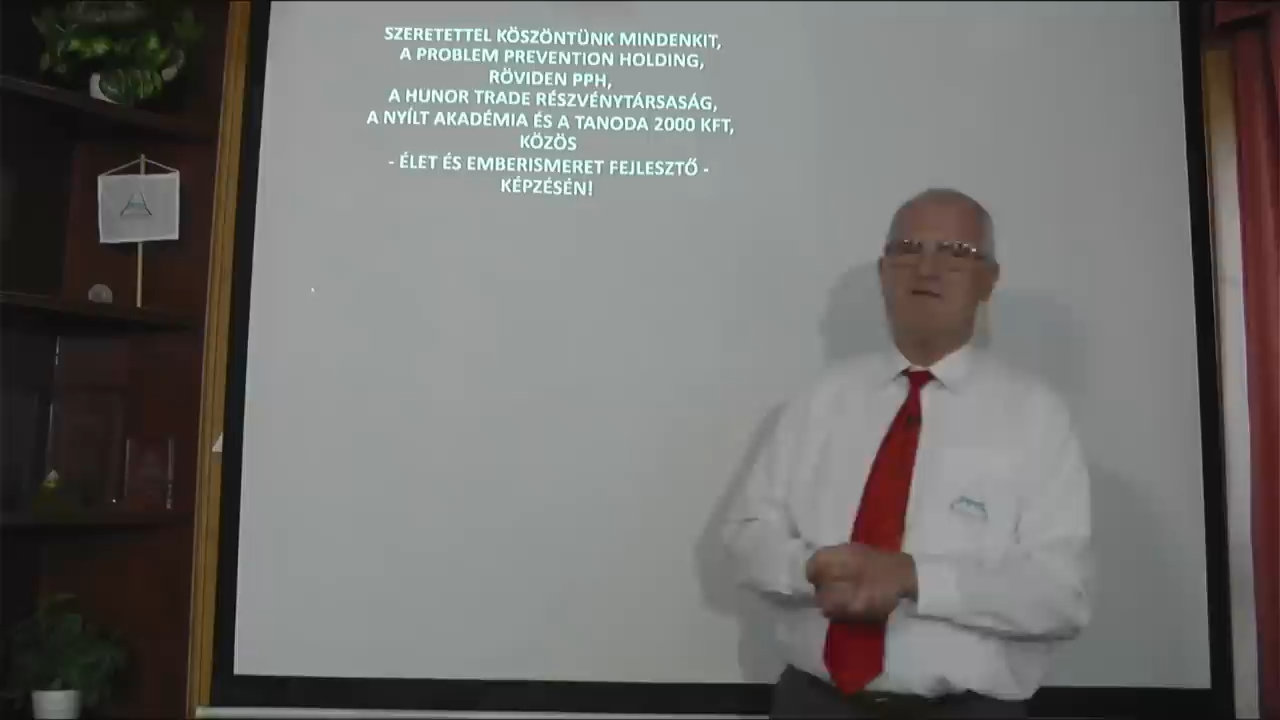 SZERETETTEL KÖSZÖNTÜNK MINDENKIT,
A PROBLEM PREVENTION HOLDING,
RÖVIDEN PPH,
A HUNOR TRADE RÉSZVÉNYTÁRSASÁG,
A NYÍLT AKADÉMIA ÉS A TANODA 2000 KFT,
KÖZÖS
- ÉLET ÉS EMBERISMERET FEJLESZTŐ -
KÉPZÉSÉN!